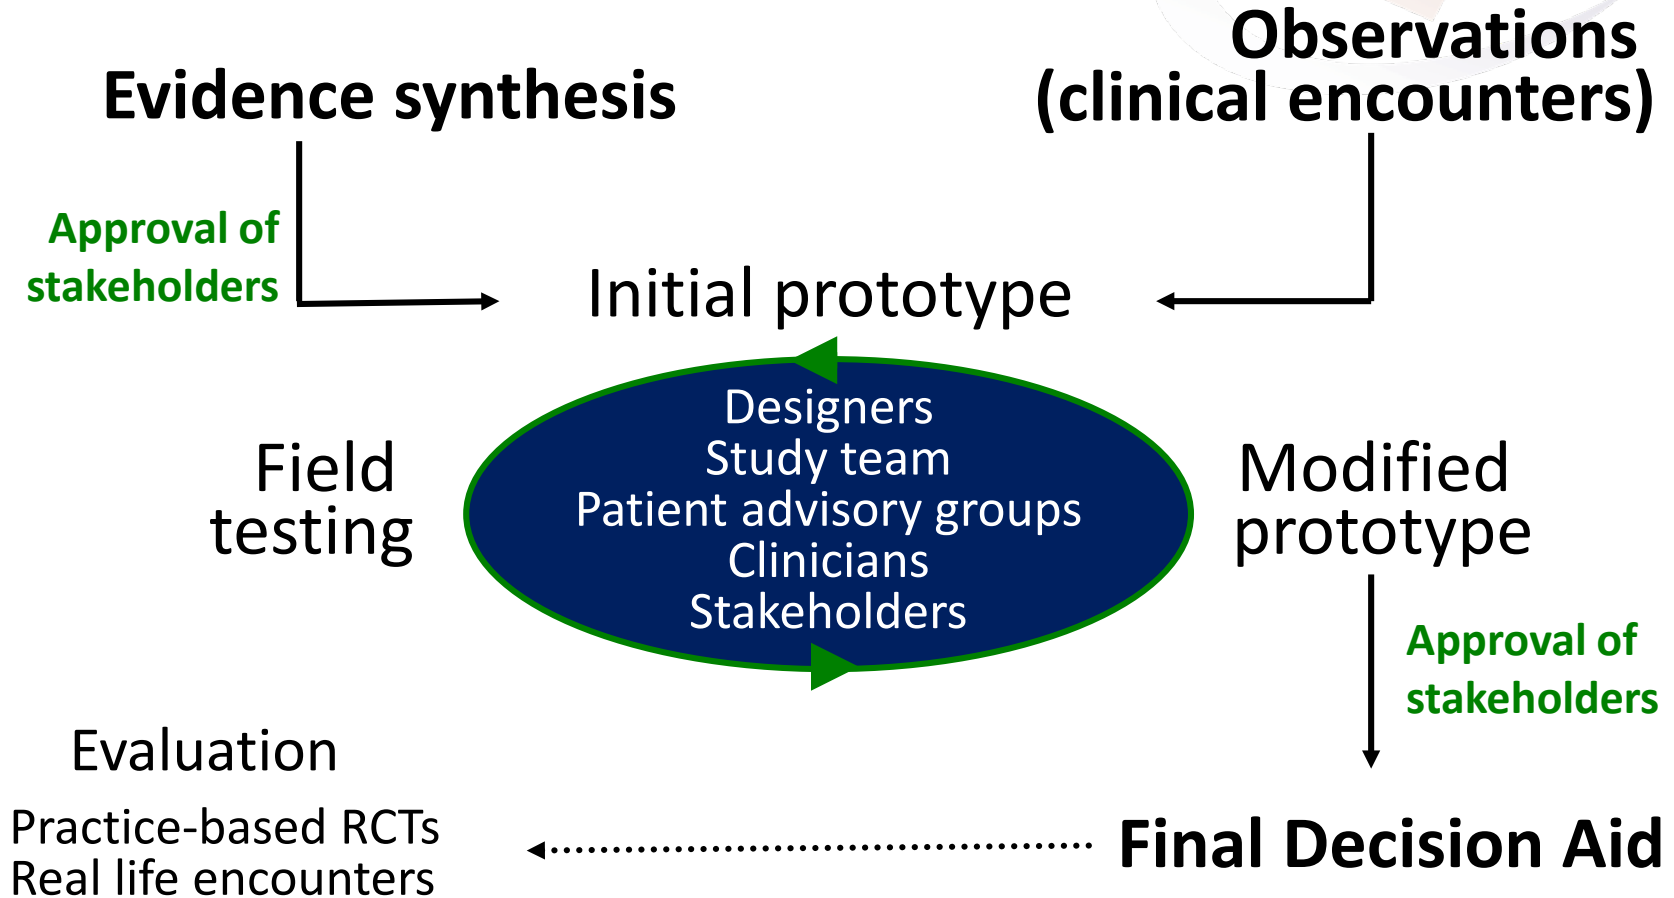 Observations
(clinical encounters)
Evidence synthesis
Approval of
stakeholders
Initial prototype
Designers
Study team
Patient advisory groups
Clinicians
Stakeholders
Field
testing
Modified
prototype
Approval of
stakeholders
Evaluation
Practice-based RCTs
Real life encounters
Final Decision Aid